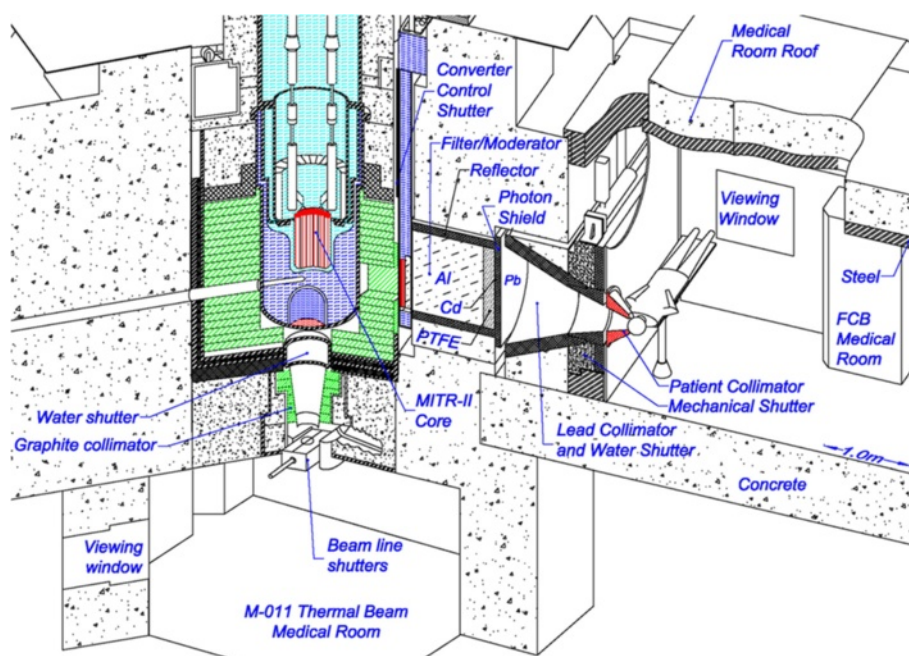 Medical
Room Roof
Converter
Control
Shutter
Filter/Moderator
Reflector
Photon
Shield
Viewing
Window
Al
Pb
Cd
PTFE
Steel
FCB
Medical
Room
Patient Collimator
Mechanical Shutter
Water shutter
Graphite collimator
MITR-II
Core
Lead Collimator
and Water Shutter
1.0m
Concrete
Viewing
window
Beam line
shutters
M-011 Thermal Beam
Medical Room